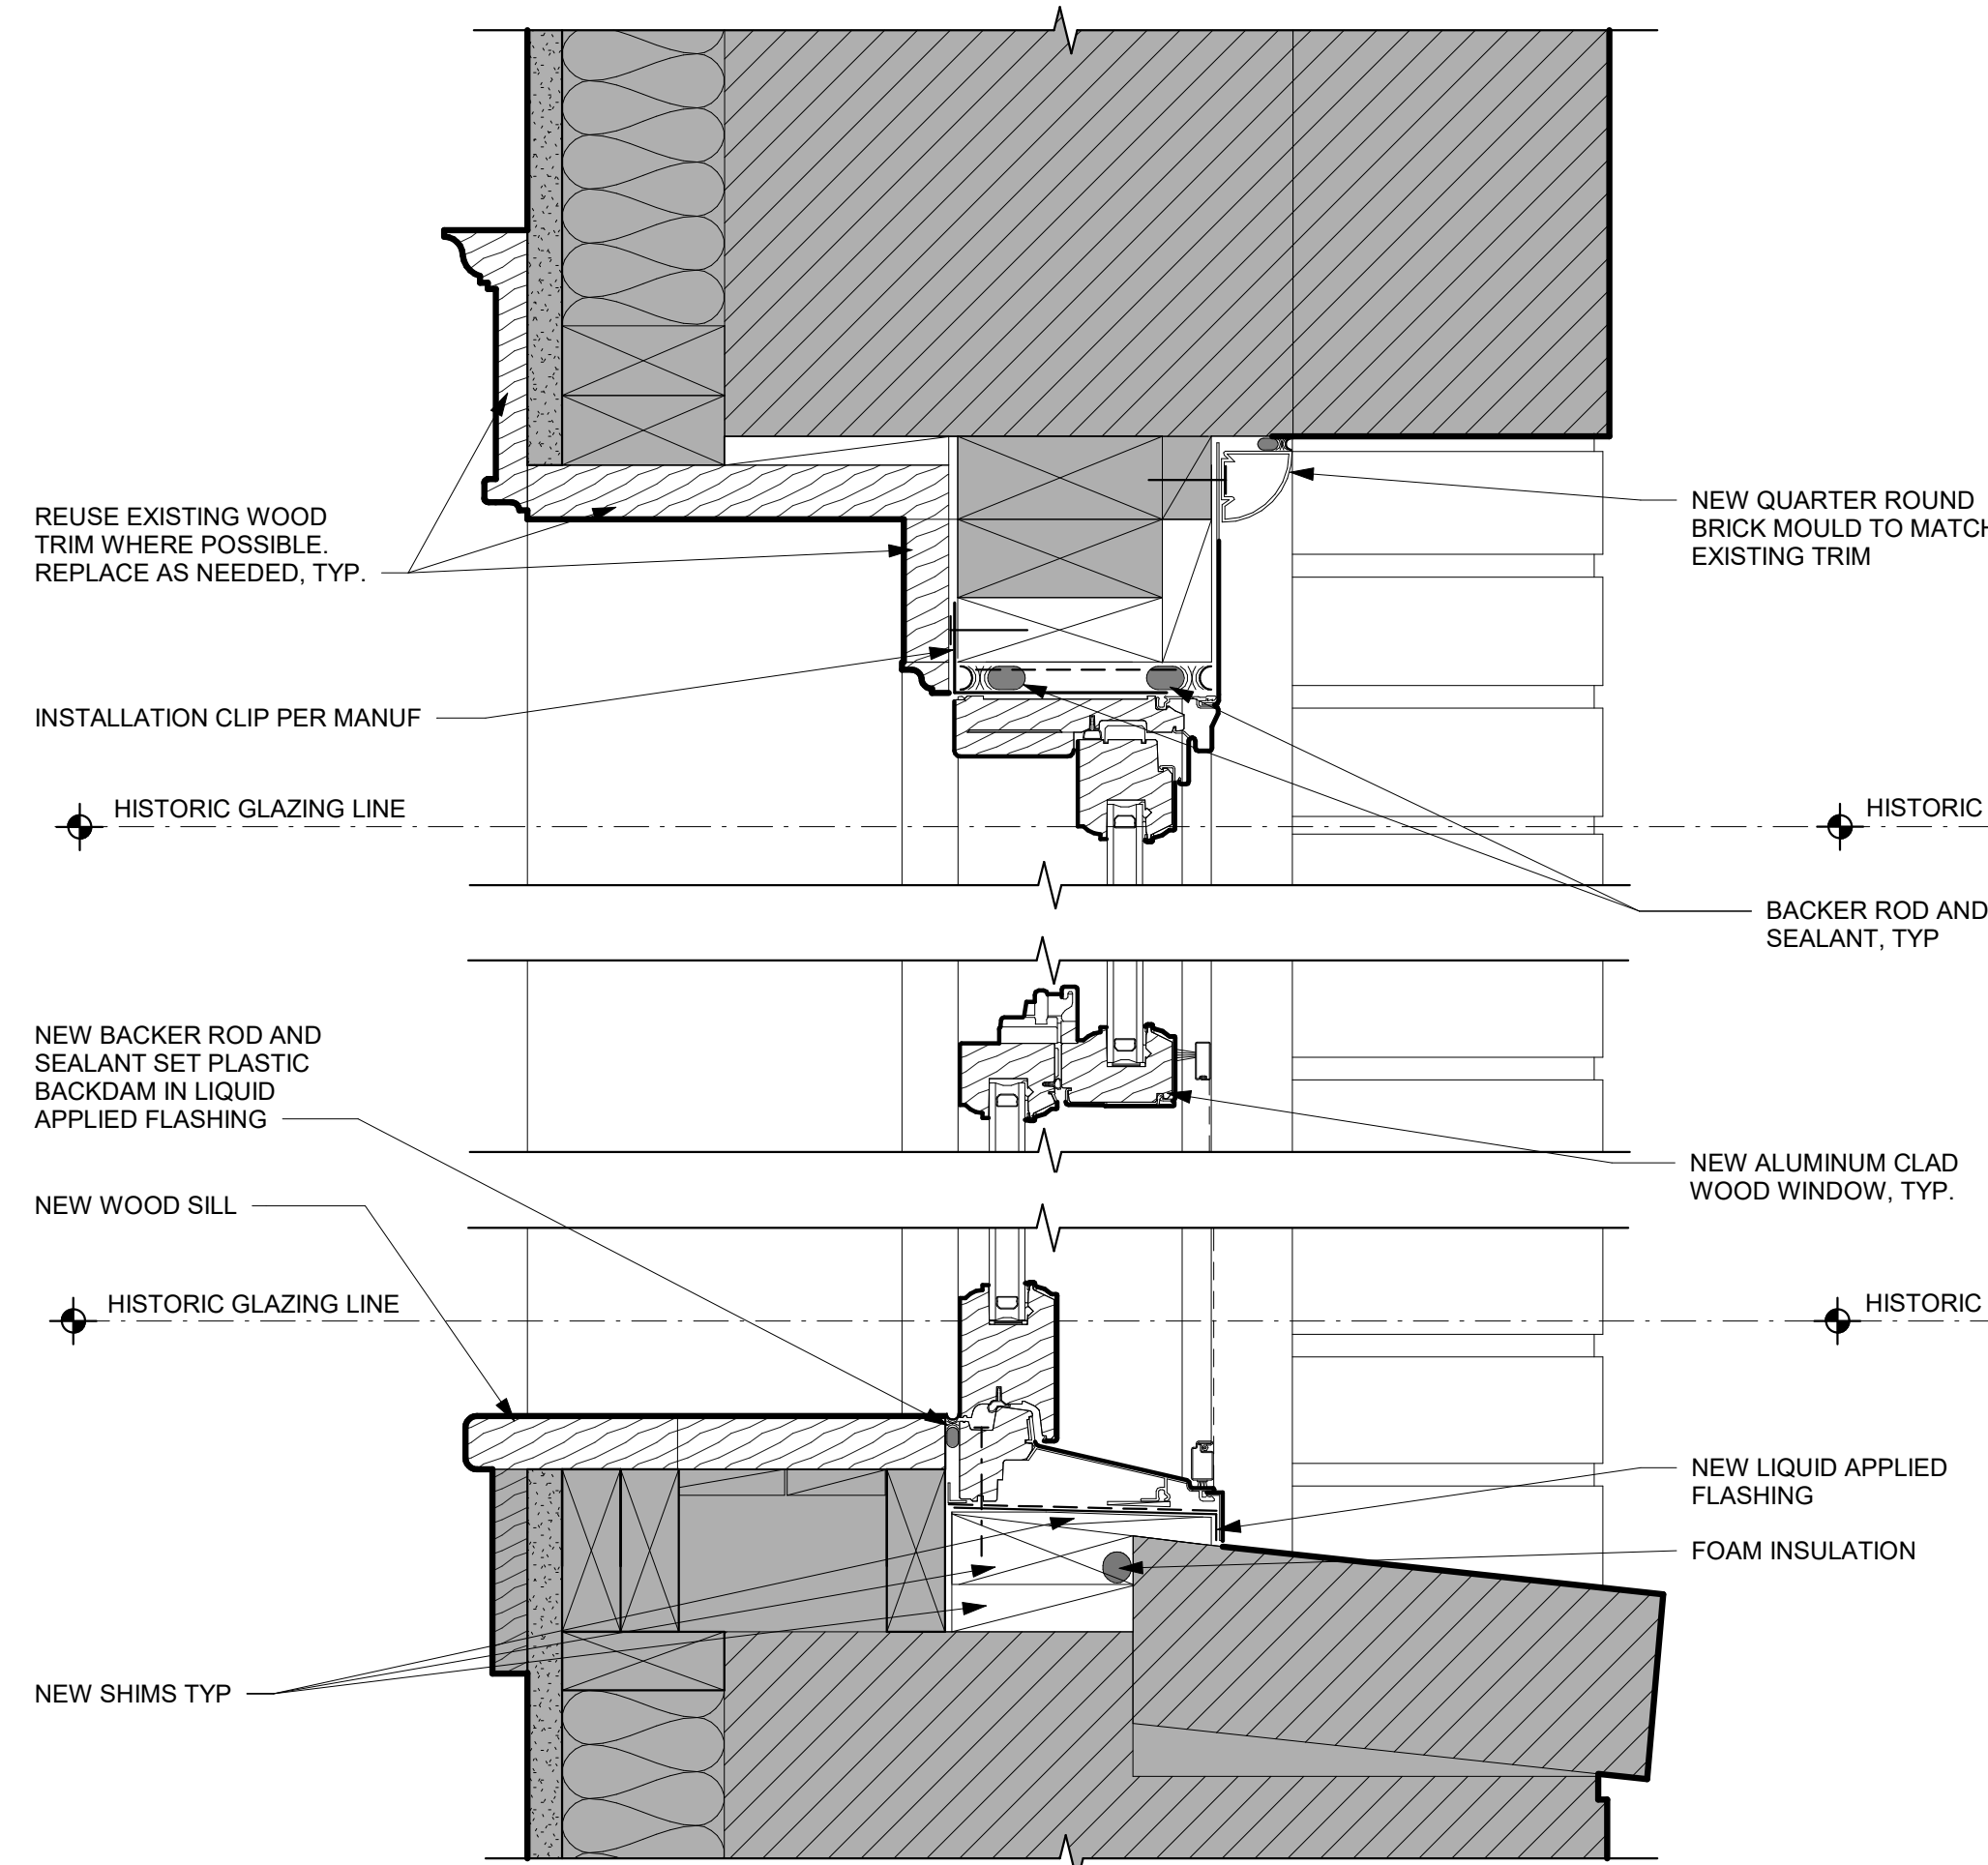 REUSE EXISTING WOOD
TRIM WHERE POSSIBLE.
REPLACE AS NEEDED, TYP.
NEW QUARTER ROUND
BRICK MOULD TO MATCH
EXISTING TRIM
INSTALLATION CLIP PER MANUF
HISTORIC GLAZING LINE
HISTORIC
BACKER ROD AND
SEALANT, TYP
NEW BACKER ROD AND
SEALANT SET PLASTIC
BACKDAM IN LIQUID
APPLIED FLASHING
NEW ALUMINUM CLAD
WOOD WINDOW, TYP.
NEW WOOD SILL
HISTORIC GLAZING LINE
HISTORIC
NEW LIQUID APPLIED
FLASHING
FOAM INSULATION
NEW SHIMS TYP